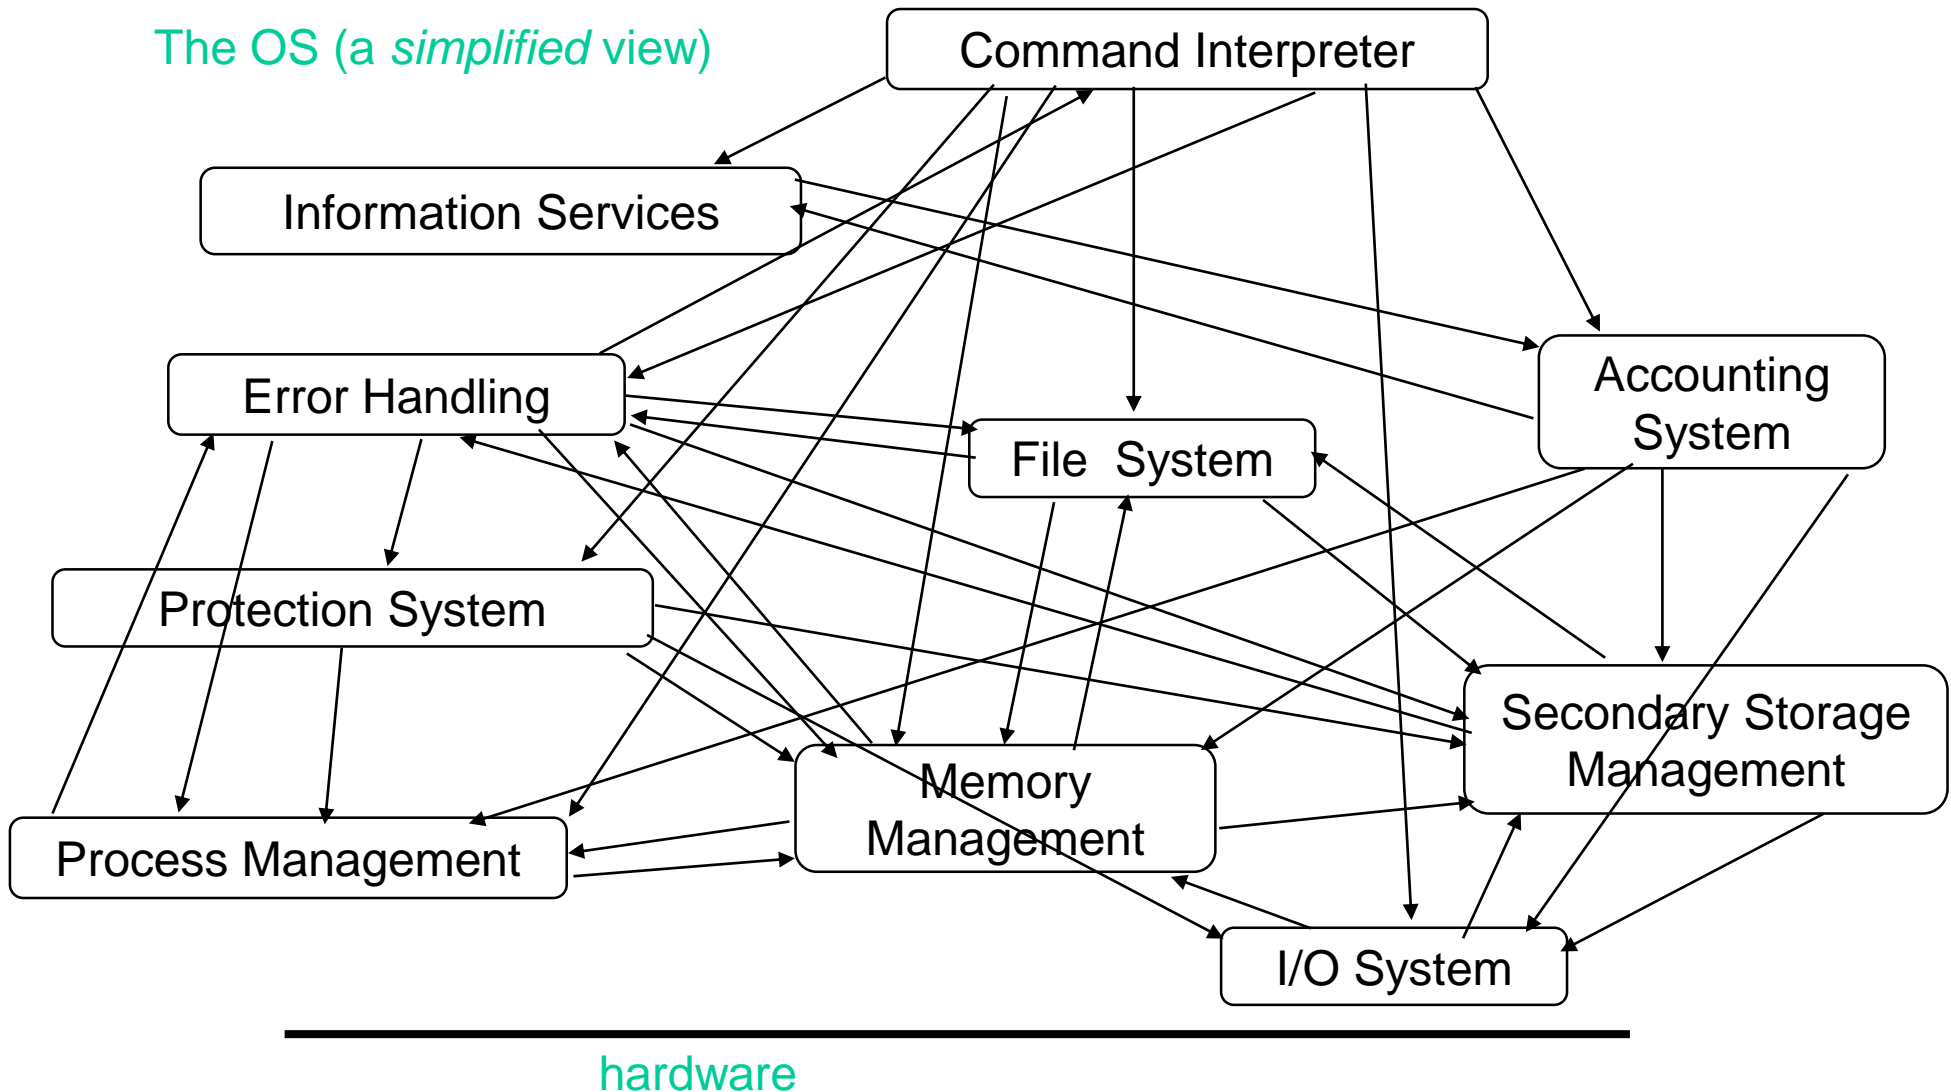 The OS (a simplified view)
Command Interpreter
Information Services
Error Handling
Accounting
System
File System
Protection System
Secondary Storage
Management
Memory
Management
Process Management
I/O System
hardware